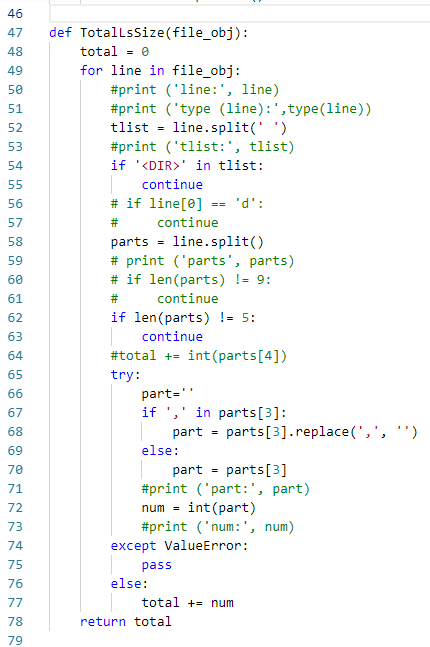 46
47 def TotalLsSize(file_obj):
48     total = 0
49     for line in file_obj:
50         #print ('line:', line)
51         #print ('type (line):',type(line))
52         tlist = line.split(' ')
53         #print ('tlist:', tlist)
54         if '<DIR>' in tlist:
55             continue
56         # if line[0] == 'd':
57         #     continue
58         parts = line.split()
59         # print ('parts', parts)
60         # if len(parts) != 9:
61         #     continue
62         if len(parts) != 5:
63             continue
64         #total += int(parts[4])
65         try:
66             part=''
67             if ',' in parts[3]:
68                 part = parts[3].replace(',', '')
69             else:
70                 part = parts[3]
71             #print ('part:', part)
72             num = int(part)
73             #print ('num:', num)
74         except ValueError:
75             pass
76         else:
77             total += num
78     return total
79